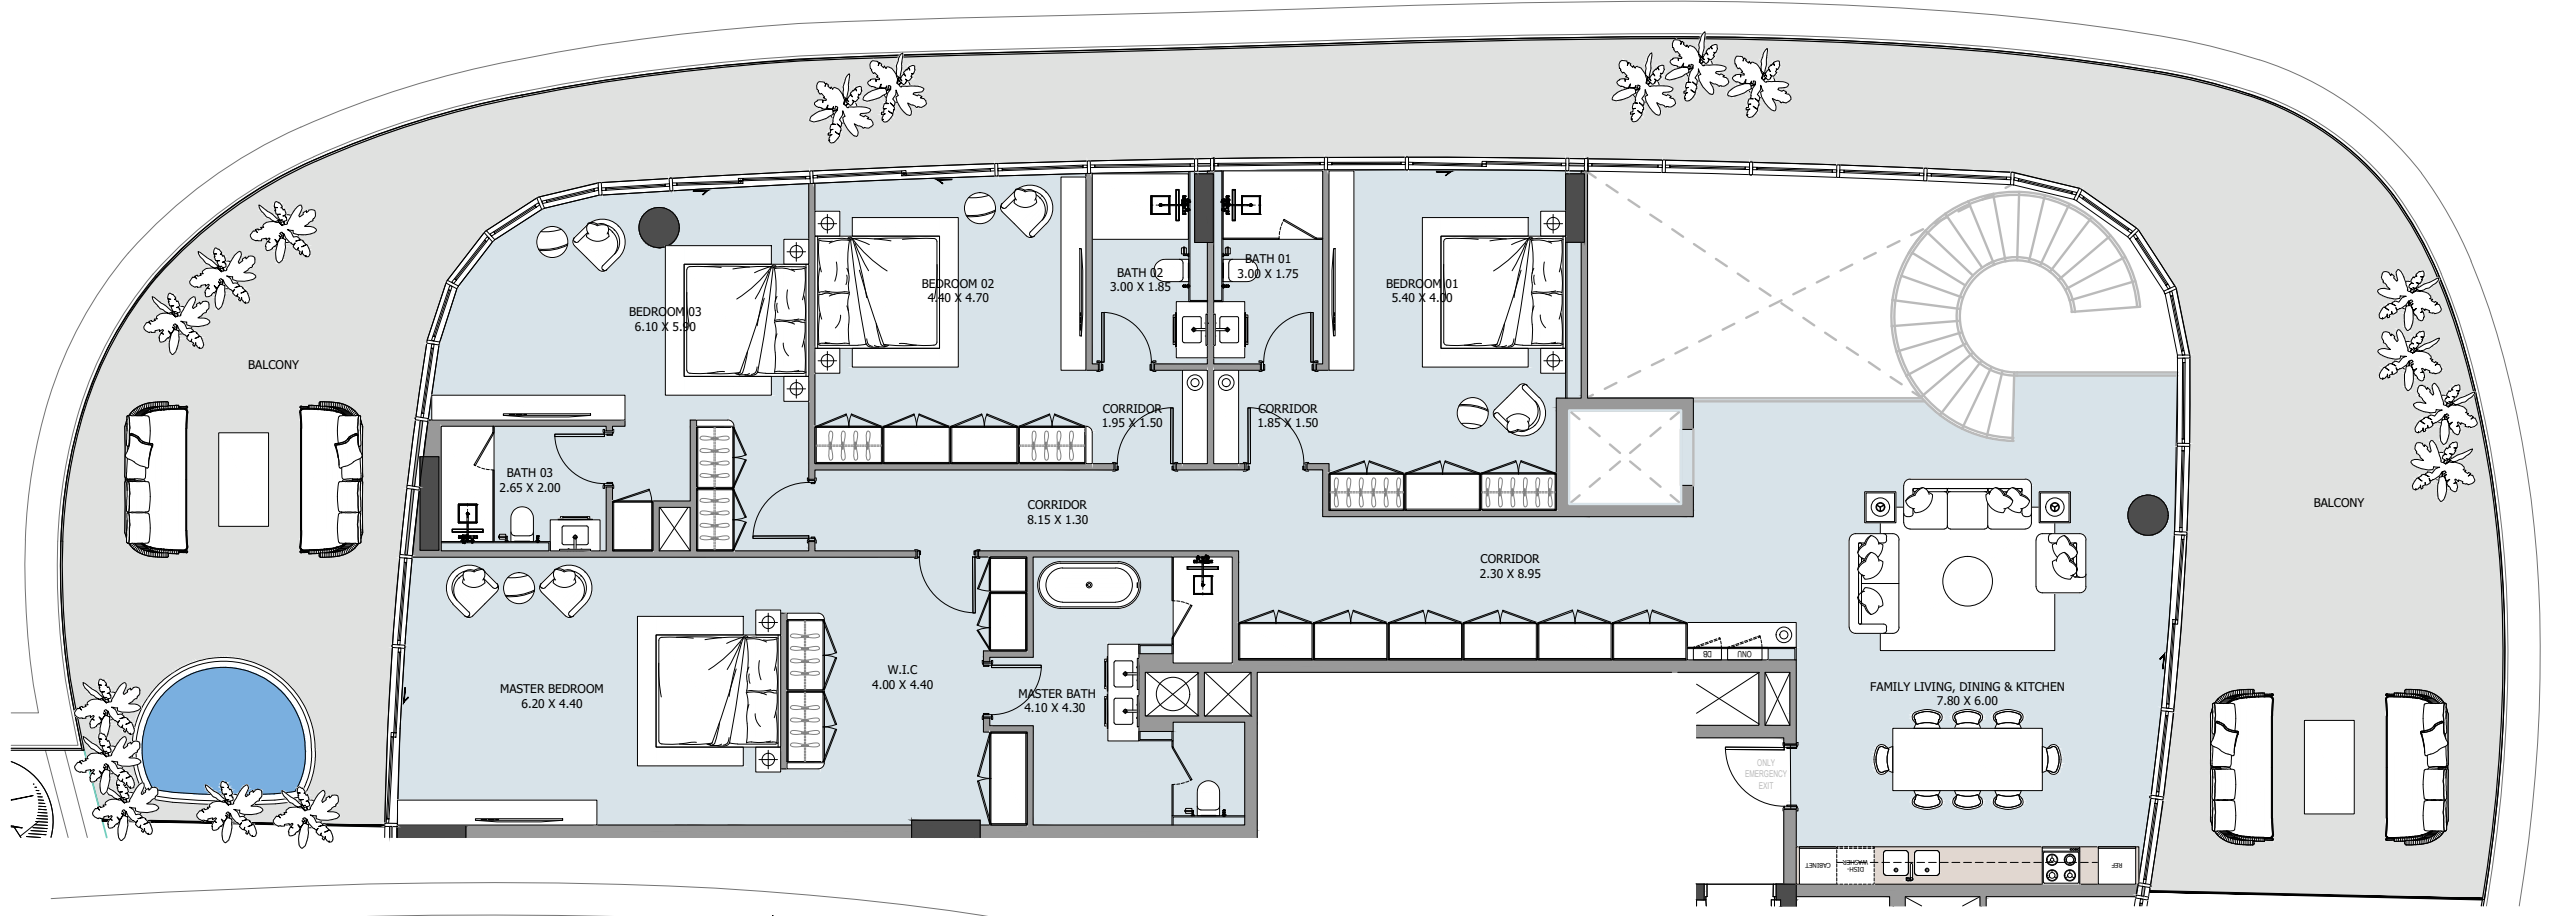 BALCONY
BEDROOM 03
6.10 X 5.90
BEDROOM 02
4.40 X 4.70
BATH 02
3.00 X 1.85
BATH 01
3.00 X 1.75
BEDROOM 01
5.40 X 4.00
CORRIDOR
1.95 X 1.50
CORRIDOR
1.85 X 1.50
BATH 03
2.65 X 2.00
CORRIDOR
8.15 X 1.30
CORRIDOR
2.30 X 8.95
BALCONY
MASTER BEDROOM
6.20 X 4.40
W.I.C
4.00 X 4.40
MASTER BATH
4.10 X 4.30
DB
ONU
FAMILY LIVING, DINING & KITCHEN
7.80 X 6.00
ONLY
EMERGENCY
EXIT
CABINET
DISH-
WACHER
REF